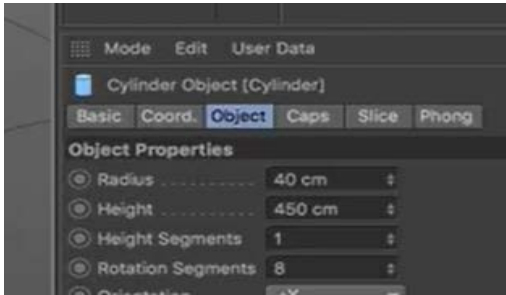 Mode Edit User Data
Cylinder Object [Cylinder]
Basic Coord. Object Caps Slice Phong
Object Properties
Radius .......... 40 cm
Height .......... 450 cm
Height Segments 1
Rotation Segments 8
Orientation